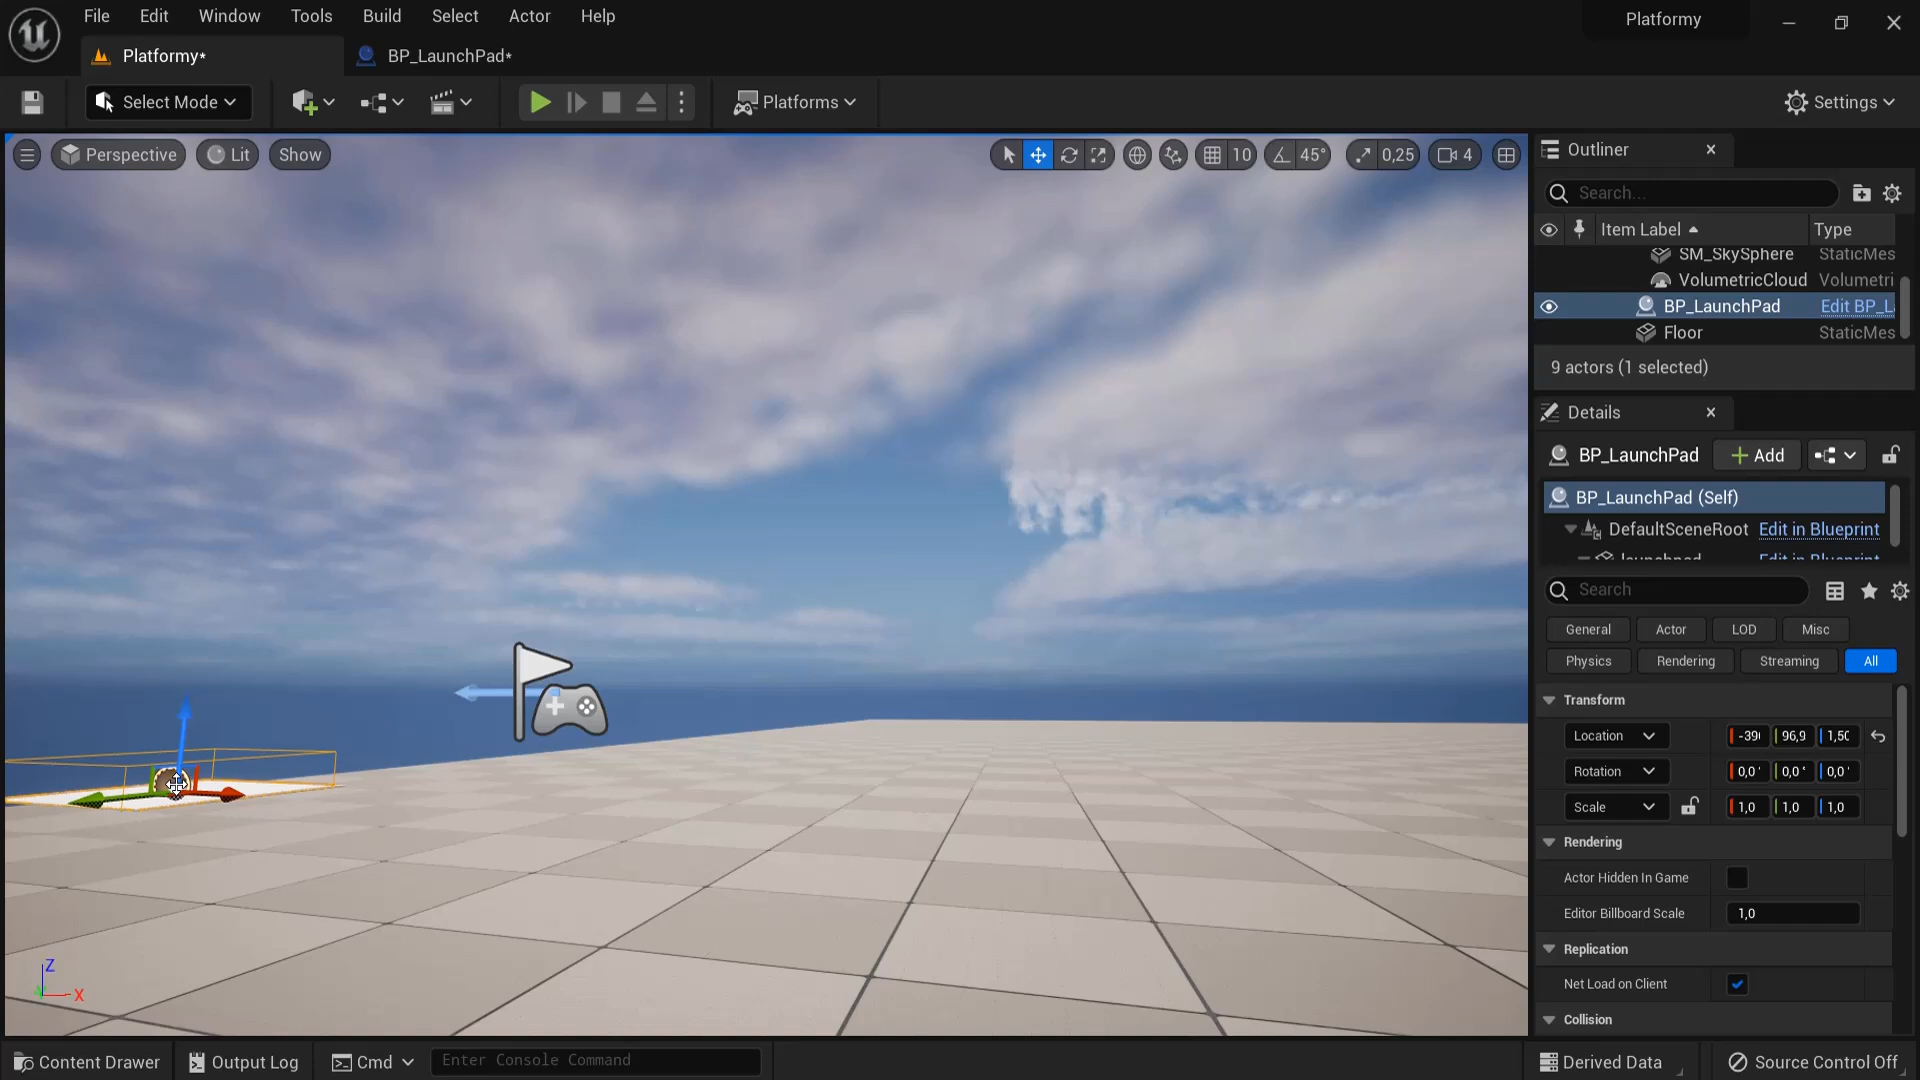 File Edit Window Tools Build Select Actor Help
Platformy
Platformy*
BP_LaunchPad*
Select Mode
Platforms
Settings
Perspective
Lit
Show
10
45°
0,25
4
Outliner
Search...
Item Label
Type
SM_SkySphere StaticMes
VolumetricCloud Volumetri
BP_LaunchPad Edit BP_L
Floor StaticMes
9 actors (1 selected)
Details
BP_LaunchPad
Add
BP_LaunchPad (Self)
DefaultSceneRoot Edit in Blueprint
launchpad Edit in Blueprint
Search
General Actor LOD Misc
Physics Rendering Streaming All
Transform
Location -39 96,9 1,50
Rotation 0,0 ° 0,0 ° 0,0 °
Scale 1,0 1,0 1,0
Rendering
Actor Hidden In Game
Editor Billboard Scale 1,0
Replication
Net Load on Client
Collision
Z
X
Content Drawer
Output Log
Cmd
Enter Console Command
Derived Data
Source Control Off